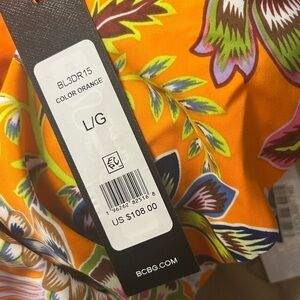 BL3DR15
COLOR ORANGE
L/G
US $108.00
BCBG.COM